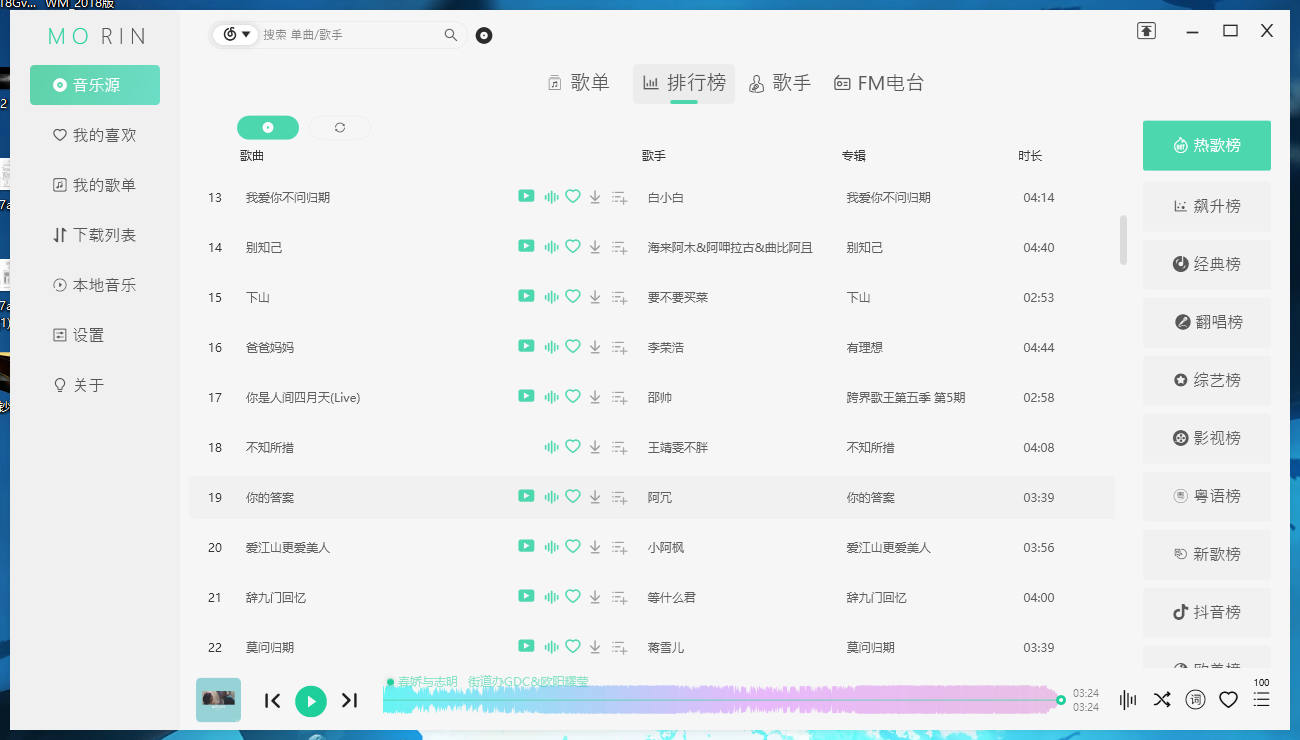 18Gv... WM_2018版
MO RIN
搜索 单曲/歌手
音乐源
我的喜欢
我的歌单
下载列表
本地音乐
设置
关于
歌单 排行榜 歌手 FM电台
歌曲 歌手 专辑 时长
13 我爱你不问归期 白小白 我爱你不问归期 04:14
14 别知己 海来阿木&阿呷拉古&曲比阿且 别知己 04:40
15 下山 要不要买菜 下山 02:53
16 爸爸妈妈 李荣浩 有理想 04:44
17 你是人间四月天(Live) 邵帅 跨界歌王第五季 第5期 02:58
18 不知所措 王靖雯不胖 不知所措 04:08
19 你的答案 阿冗 你的答案 03:39
20 爱江山更爱美人 小阿枫 爱江山更爱美人 03:56
21 辞九门回忆 等什么君 辞九门回忆 04:00
22 莫问归期 蒋雪儿 莫问归期 03:39
热歌榜
飙升榜
经典榜
翻唱榜
综艺榜
影视榜
粤语榜
新歌榜
抖音榜
欧美榜
春娇与志明 街道办GDC&欧阳耀莹
03:24
03:24
词
100